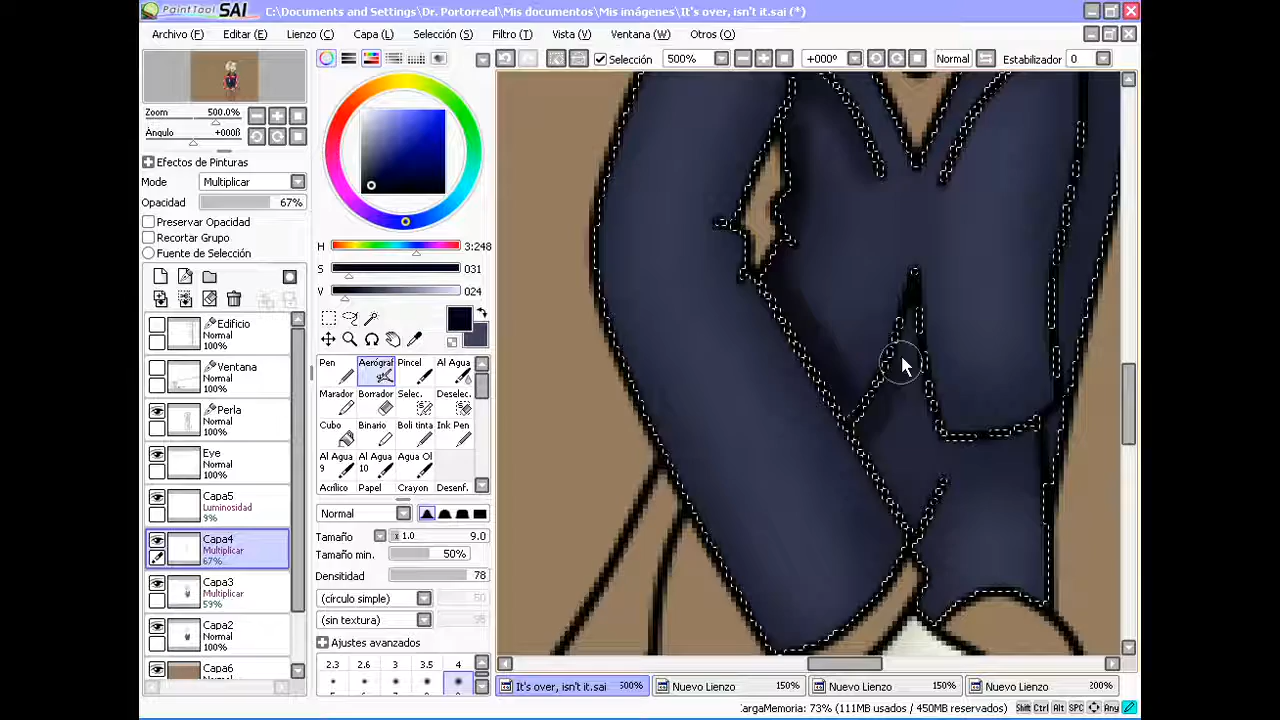 PaintTool SAI C:\Documents and Settings\Dr. Portorreal\Mis documentos\Mis imágenes\It's over, isn't it.sai (*)
Archivo (F) Editar (E) Lienzo (C) Capa (L) (S) Filtro (T) Vista (V) Ventana (W) (O)
Selección 500% +000° Normal Estabilizador 0
Zoom 500.0%
Ángulo +000ß
Efectos de Pinturas
Mode Multiplicar
Opacidad 67%
Preservar Opacidad
Recortar Grupo
Fuente de Selección
Edificio
Normal
100%
Ventana
Normal
100%
Perla
Normal
100%
Eye
Normal
100%
Capa5
Luminosidad
9%
Capa4
Multiplicar
67%
Capa3
Multiplicar
59%
Capa2
Normal
100%
Capa6
H 3:248
S 031
V 024
Pen Aerógraf Pincel Al Agua
Marador Borrador Selec. Deselec.
Cubo Binario Boli tinta Ink Pen
Al Agua 9 Al Agua 10 Agua Ol
Acrílico Papel Crayon Desenf.
Normal
Tamaño x 1.0 9.0
Tamaño min. 50%
Densitidad 78
(círculo simple) 50
(sin textura) 95
Ajustes avanzados
2.3 2.6 3 3.5 4
It's over, isn't it.sai 500% Nuevo Lienzo 150% Nuevo Lienzo 150% Nuevo Lienzo 200%
CargaMemoria: 73% (111MB usados / 450MB reservados) Shift Ctrl Alt SPC Any